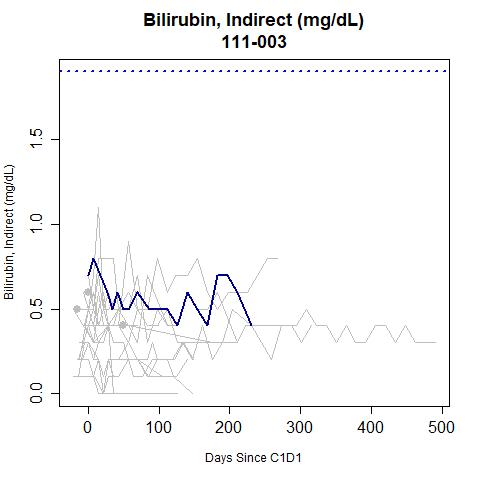 Bilirubin, Indirect (mg/dL)
111-003
Bilirubin, Indirect (mg/dL)
1.5
1.0
0.5
0.0
0 100 200 300 400 500
Days Since C1D1